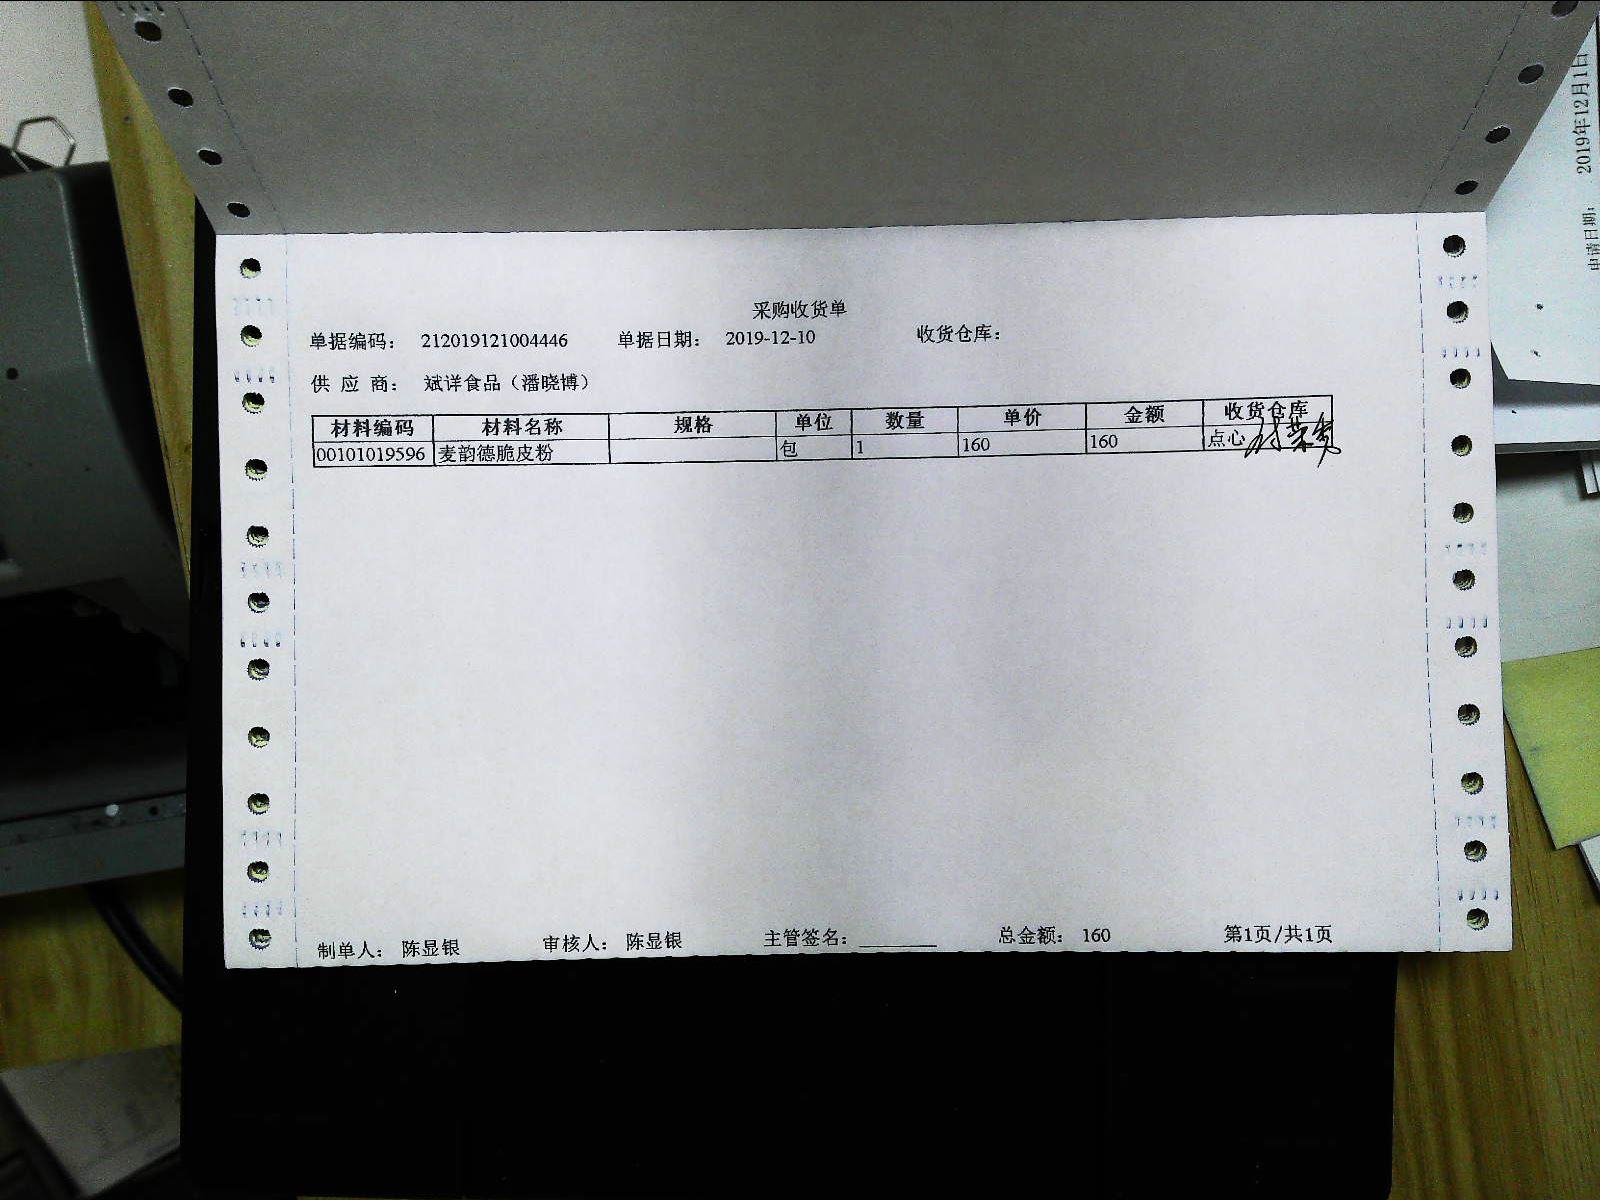 采购收货单
单据编码： 212019121004446 单据日期： 2019-12-10 收货仓库：
供 应 商： 斌详食品（潘晓博）
材料编码 材料名称 规格 单位 数量 单价 金额 收货仓库
00101019596 麦韵德脆皮粉 包 1 160 160 点心
制单人： 陈显银 审核人： 陈显银 主管签名：________ 总金额： 160 第1页/共1页
申请日期： 2019年12月1日